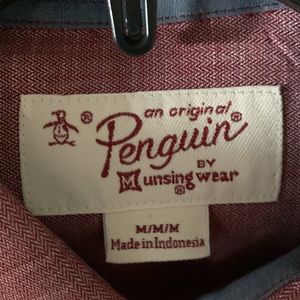 an original
Penguin®
BY
Munsingwear
®
M/M/M
Made in Indonesia